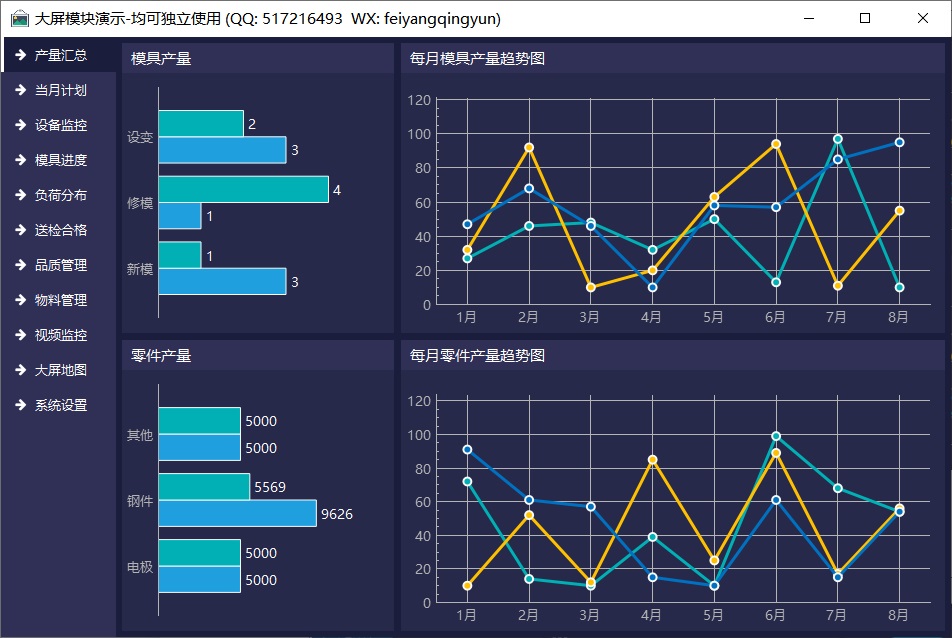 大屏模块演示-均可独立使用 (QQ: 517216493 WX: feiyangqingyun)
产量汇总
当月计划
设备监控
模具进度
负荷分布
送检合格
品质管理
物料管理
视频监控
大屏地图
系统设置
模具产量
设变
2
3
修模
4
1
新模
1
3
每月模具产量趋势图
120
100
80
60
40
20
0
1月 2月 3月 4月 5月 6月 7月 8月
零件产量
其他
5000
5000
钢件
5569
9626
电极
5000
5000
每月零件产量趋势图
120
100
80
60
40
20
0
1月 2月 3月 4月 5月 6月 7月 8月